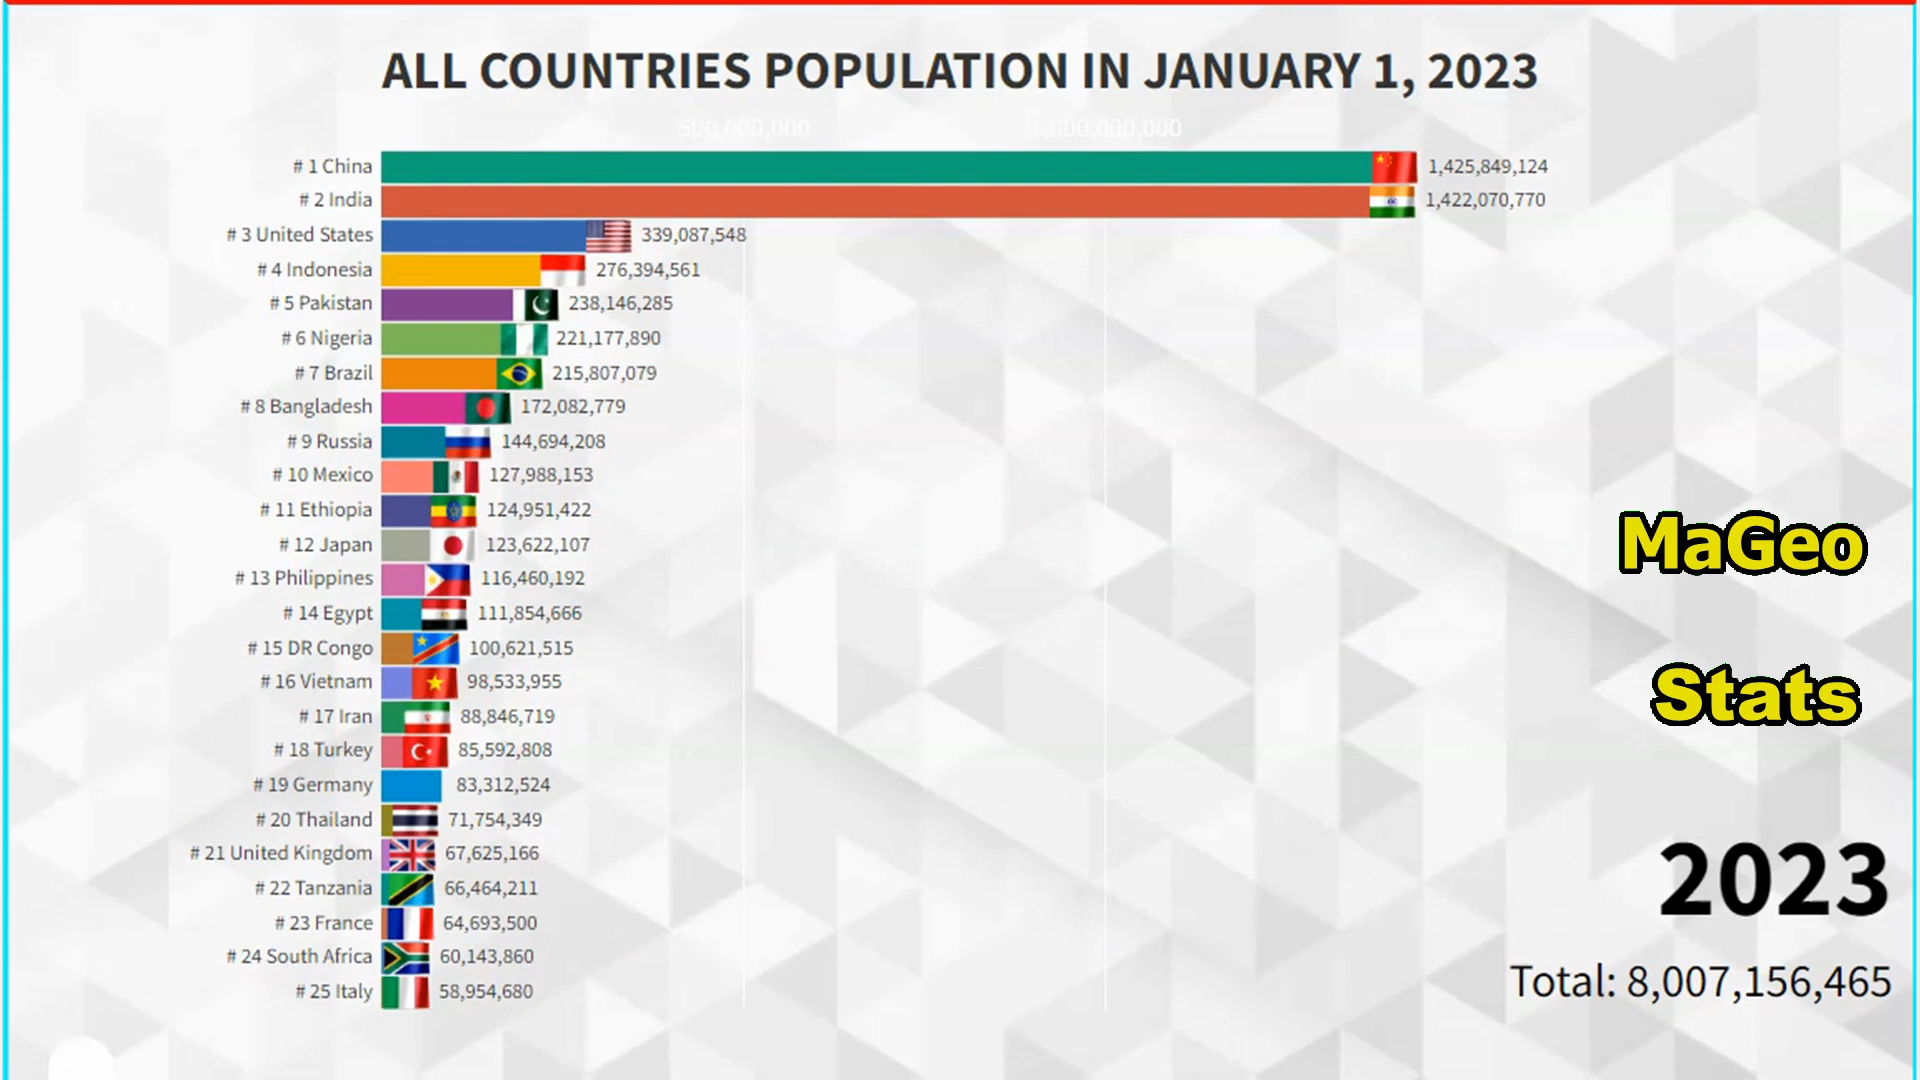 ALL COUNTRIES POPULATION IN JANUARY 1, 2023
500,000,000 1,000,000,000
# 1 China 1,425,849,124
# 2 India 1,422,070,770
# 3 United States 339,087,548
# 4 Indonesia 276,394,561
# 5 Pakistan 238,146,285
# 6 Nigeria 221,177,890
# 7 Brazil 215,807,079
# 8 Bangladesh 172,082,779
# 9 Russia 144,694,208
# 10 Mexico 127,988,153
# 11 Ethiopia 124,951,422
# 12 Japan 123,622,107
# 13 Philippines 116,460,192
# 14 Egypt 111,854,666
# 15 DR Congo 100,621,515
# 16 Vietnam 98,533,955
# 17 Iran 88,846,719
# 18 Turkey 85,592,808
# 19 Germany 83,312,524
# 20 Thailand 71,754,349
# 21 United Kingdom 67,625,166
# 22 Tanzania 66,464,211
# 23 France 64,693,500
# 24 South Africa 60,143,860
# 25 Italy 58,954,680
MaGeo
Stats
2023
Total: 8,007,156,465